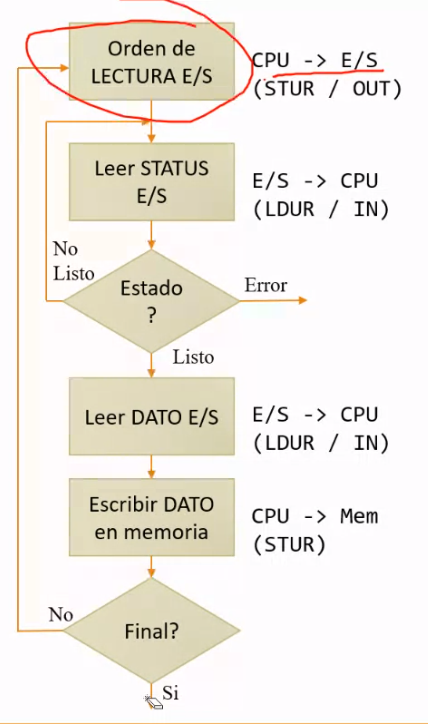 Orden de
LECTURA E/S
CPU -> E/S
(STUR / OUT)
Leer STATUS
E/S
E/S -> CPU
(LDUR / IN)
No
Listo
Estado
?
Error
Listo
Leer DATO E/S
E/S -> CPU
(LDUR / IN)
Escribir DATO
en memoria
CPU -> Mem
(STUR)
No
Final?
Si